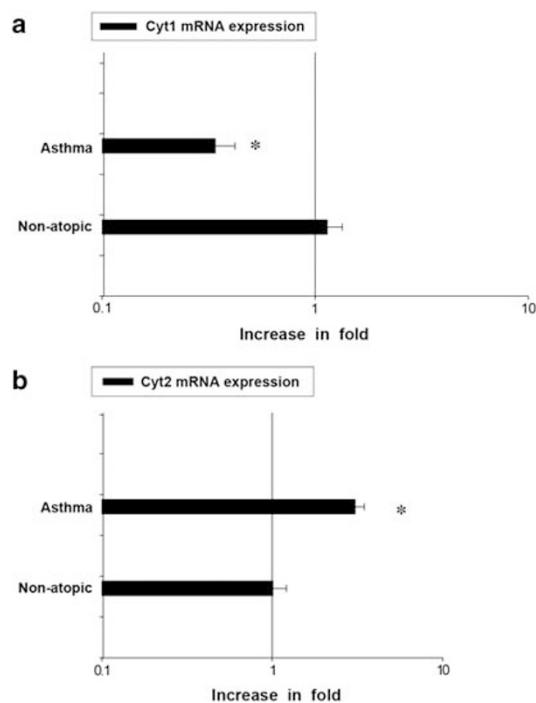 a
Cyt1 mRNA expression
Asthma
*
Non-atopic
0.1 1 10
Increase in fold
b
Cyt2 mRNA expression
Asthma
*
Non-atopic
0.1 1 10
Increase in fold